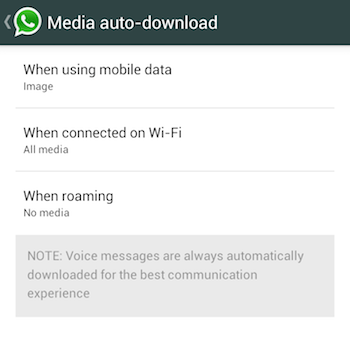 Media auto-download
When using mobile data
Image
When connected on Wi-Fi
All media
When roaming
No media
NOTE: Voice messages are always automatically
downloaded for the best communication
experience